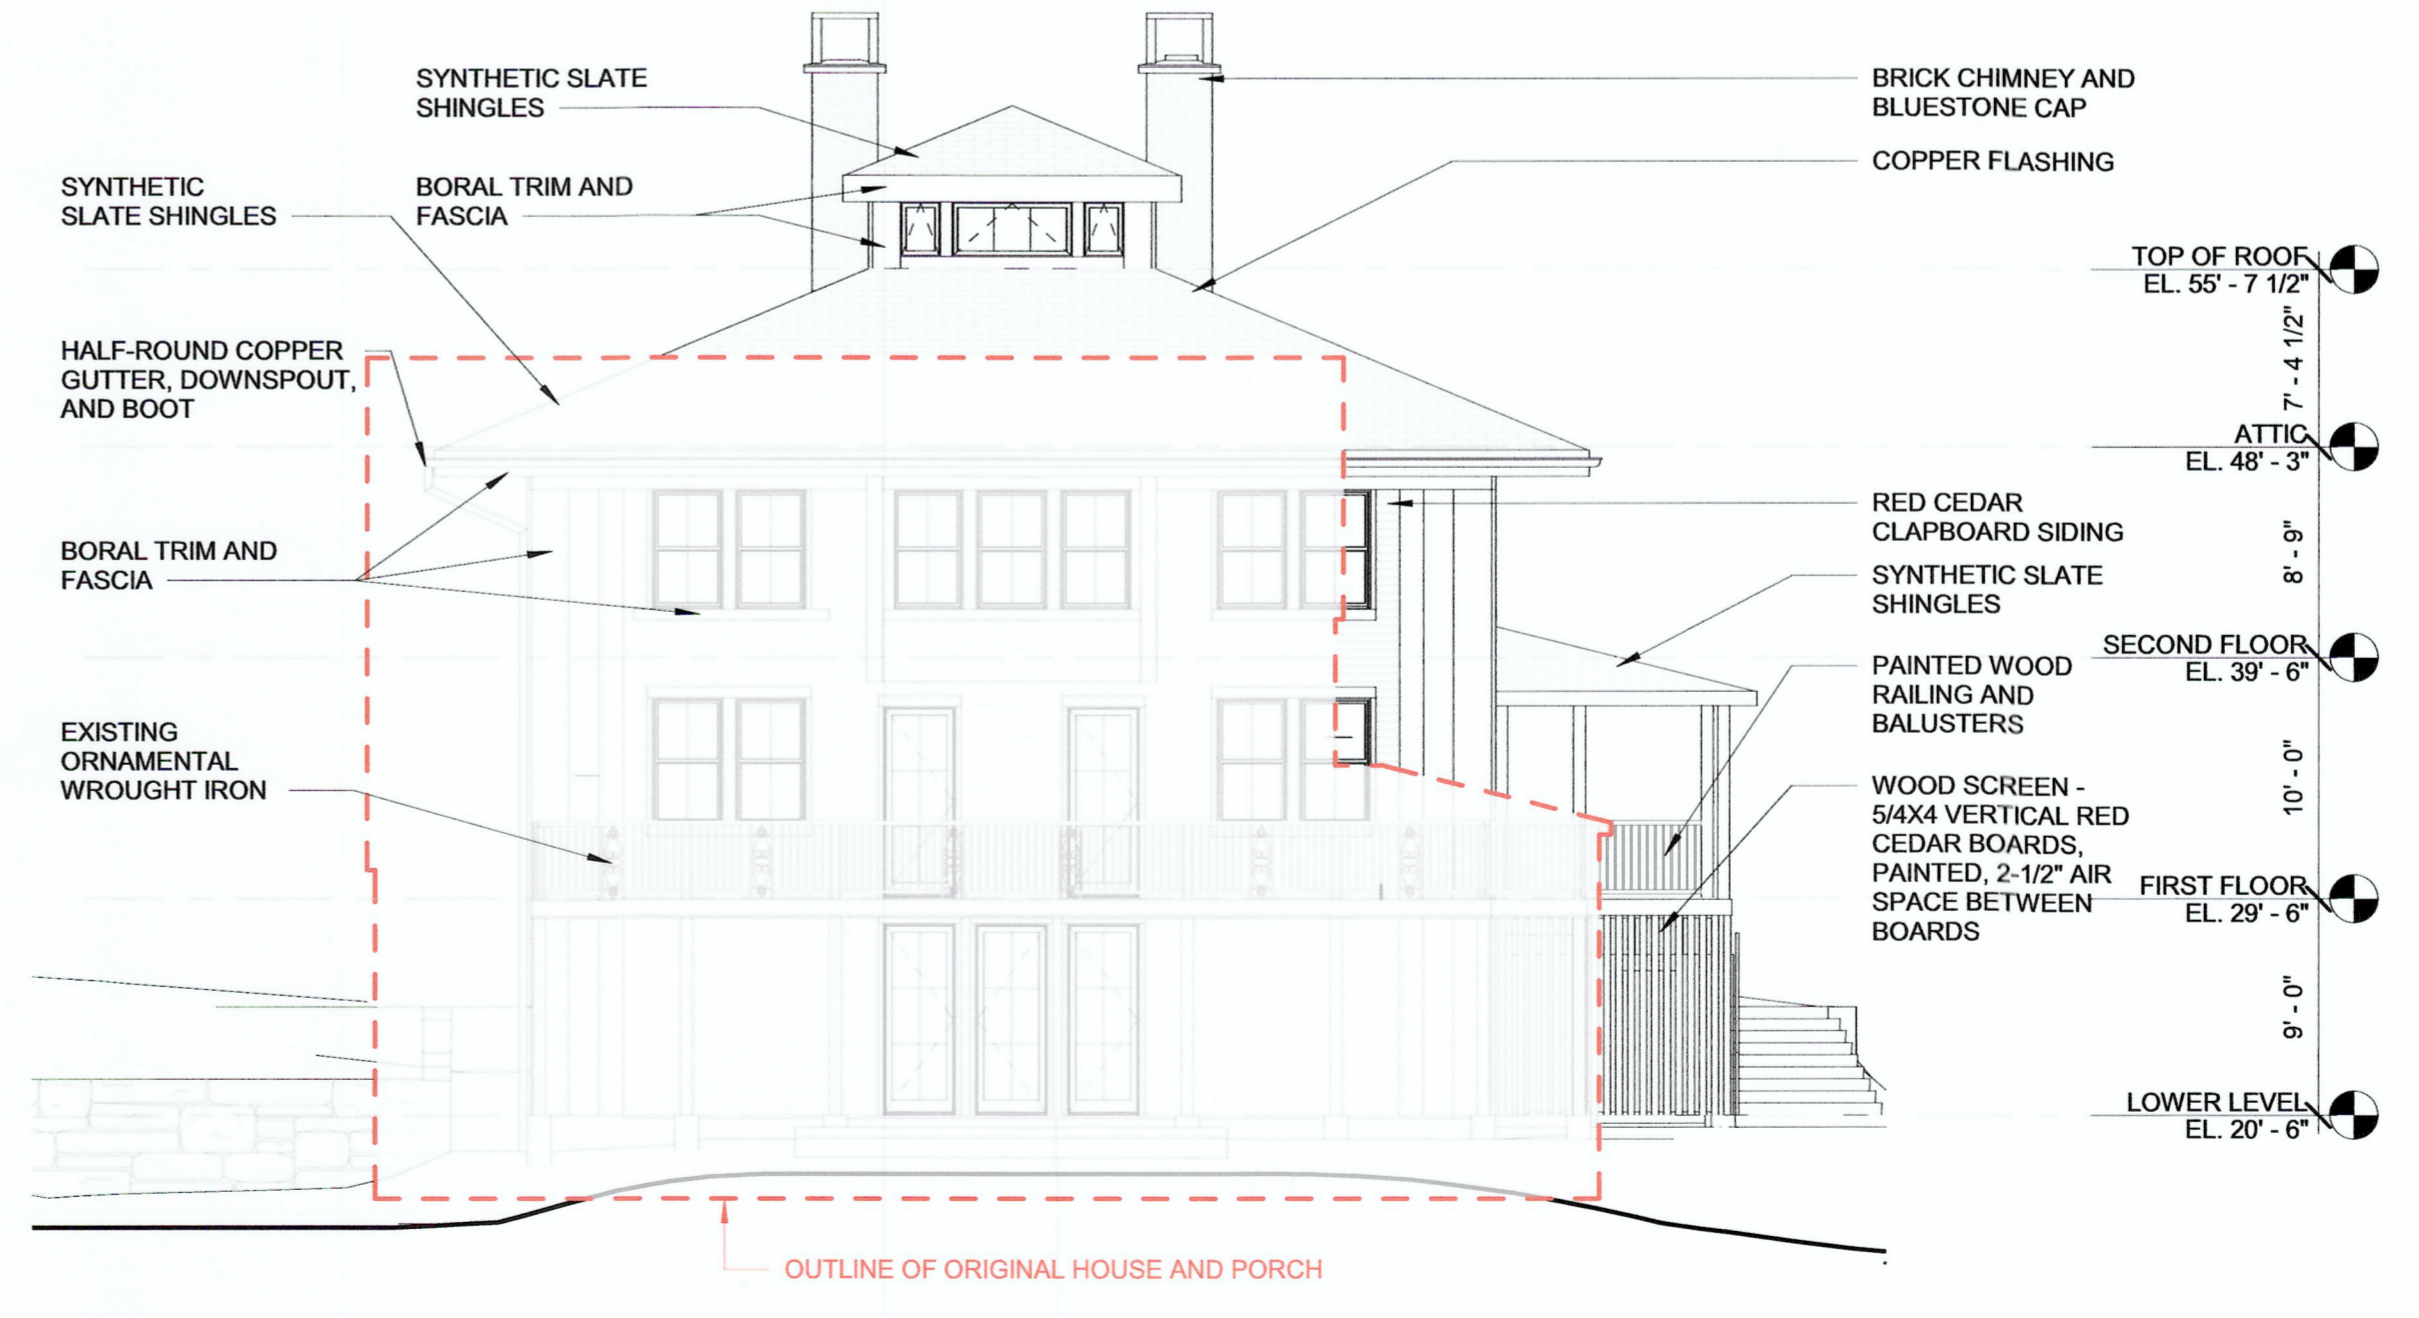 SYNTHETIC SLATE
SHINGLES
BRICK CHIMNEY AND
BLUESTONE CAP
COPPER FLASHING
SYNTHETIC
SLATE SHINGLES
BORAL TRIM AND
FASCIA
TOP OF ROOF
EL. 55' - 7 1/2"
7' - 4 1/2"
HALF-ROUND COPPER
GUTTER, DOWNSPOUT,
AND BOOT
ATTIC
EL. 48' - 3"
RED CEDAR
CLAPBOARD SIDING
8' - 9"
BORAL TRIM AND
FASCIA
SYNTHETIC SLATE
SHINGLES
SECOND FLOOR
EL. 39' - 6"
PAINTED WOOD
RAILING AND
BALUSTERS
EXISTING
ORNAMENTAL
WROUGHT IRON
10' - 0"
WOOD SCREEN -
5/4X4 VERTICAL RED
CEDAR BOARDS,
PAINTED, 2-1/2" AIR
SPACE BETWEEN
BOARDS
FIRST FLOOR
EL. 29' - 6"
9' - 0"
LOWER LEVEL
EL. 20' - 6"
OUTLINE OF ORIGINAL HOUSE AND PORCH